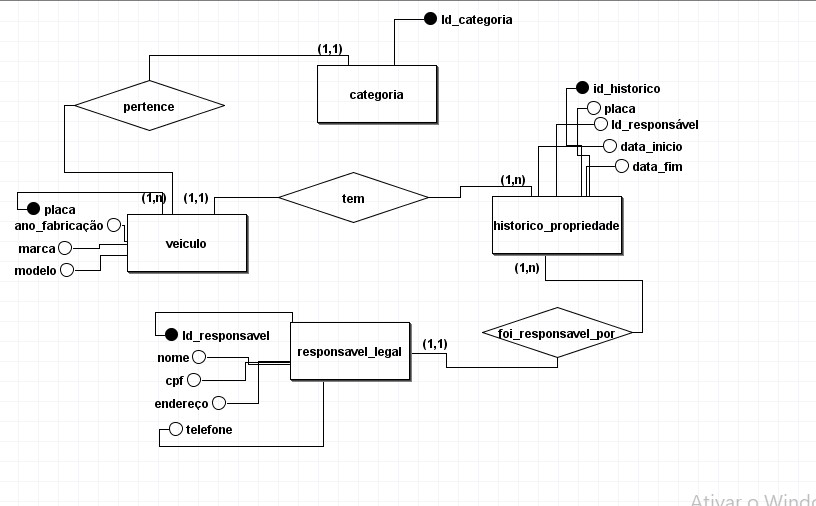 Id_categoria
(1,1)
categoria
pertence
id_historico
placa
Id_responsável
data_inicio
data_fim
(1,n)
(1,1)
tem
(1,n)
placa
ano_fabricação
marca
modelo
veiculo
historico_propriedade
(1,n)
Id_responsavel
nome
cpf
endereço
telefone
responsavel_legal
(1,1)
foi_responsavel_por
Ativar o Windo